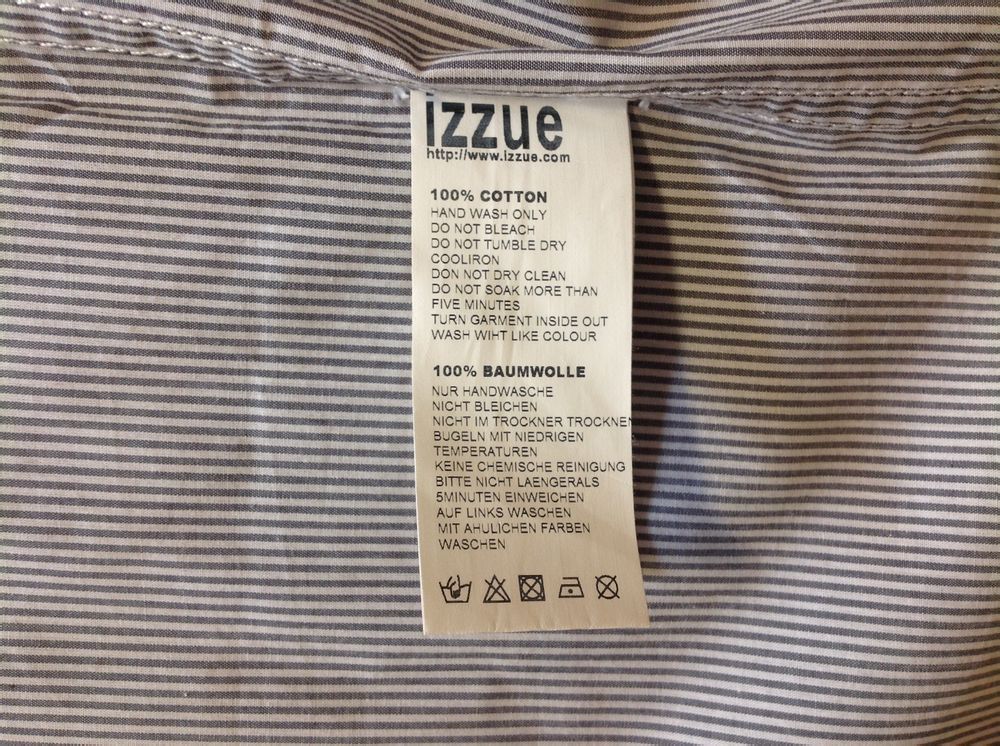 izzue
http://www.izzue.com
100% COTTON
HAND WASH ONLY
DO NOT BLEACH
DO NOT TUMBLE DRY
COOLIRON
DON NOT DRY CLEAN
DO NOT SOAK MORE THAN
FIVE MINUTES
TURN GARMENT INSIDE OUT
WASH WIHT LIKE COLOUR
100% BAUMWOLLE
NUR HANDWASCHE
NICHT BLEICHEN
NICHT IM TROCKNER TROCKNEN
BUGELN MIT NIEDRIGEN
TEMPERATUREN
KEINE CHEMISCHE REINIGUNG
BITTE NICHT LAENGERALS
5MINUTEN EINWEICHEN
AUF LINKS WASCHEN
MIT AHULICHEN FARBEN
WASCHEN